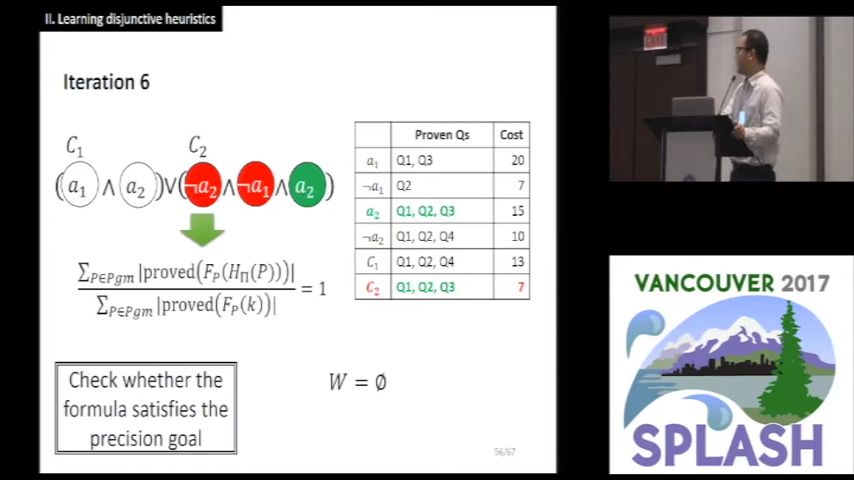 II. Learning disjunctive heuristics
Iteration 6
C₁ C₂
(a₁ ∧ a₂)∨(¬a₂ ∧ ¬a₁ ∧ a₂)
∑P∈Pgm |proved(F_P(H_Π(P)))|
= 1
∑P∈Pgm |proved(F_P(k))|
Check whether the
formula satisfies the
precision goal
W = ∅
Proven Qs Cost
a₁ Q1, Q3 20
¬a₁ Q2 7
a₂ Q1, Q2, Q3 15
¬a₂ Q1, Q2, Q4 10
C₁ Q1, Q2, Q4 13
C₂ Q1, Q2, Q3 7
56/67
EXIT
VANCOUVER 2017
SPLASH